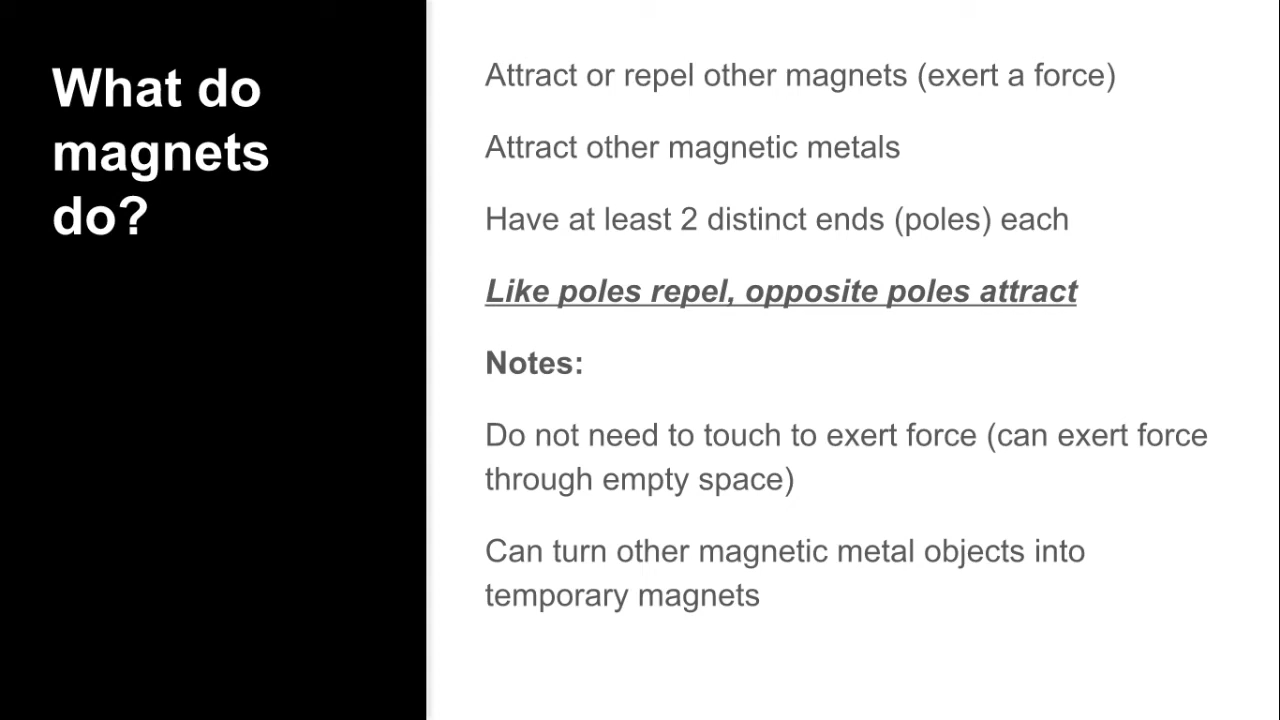 What do
magnets
do?
Attract or repel other magnets (exert a force)
Attract other magnetic metals
Have at least 2 distinct ends (poles) each
Like poles repel, opposite poles attract
Notes:
Do not need to touch to exert force (can exert force
through empty space)
Can turn other magnetic metal objects into
temporary magnets